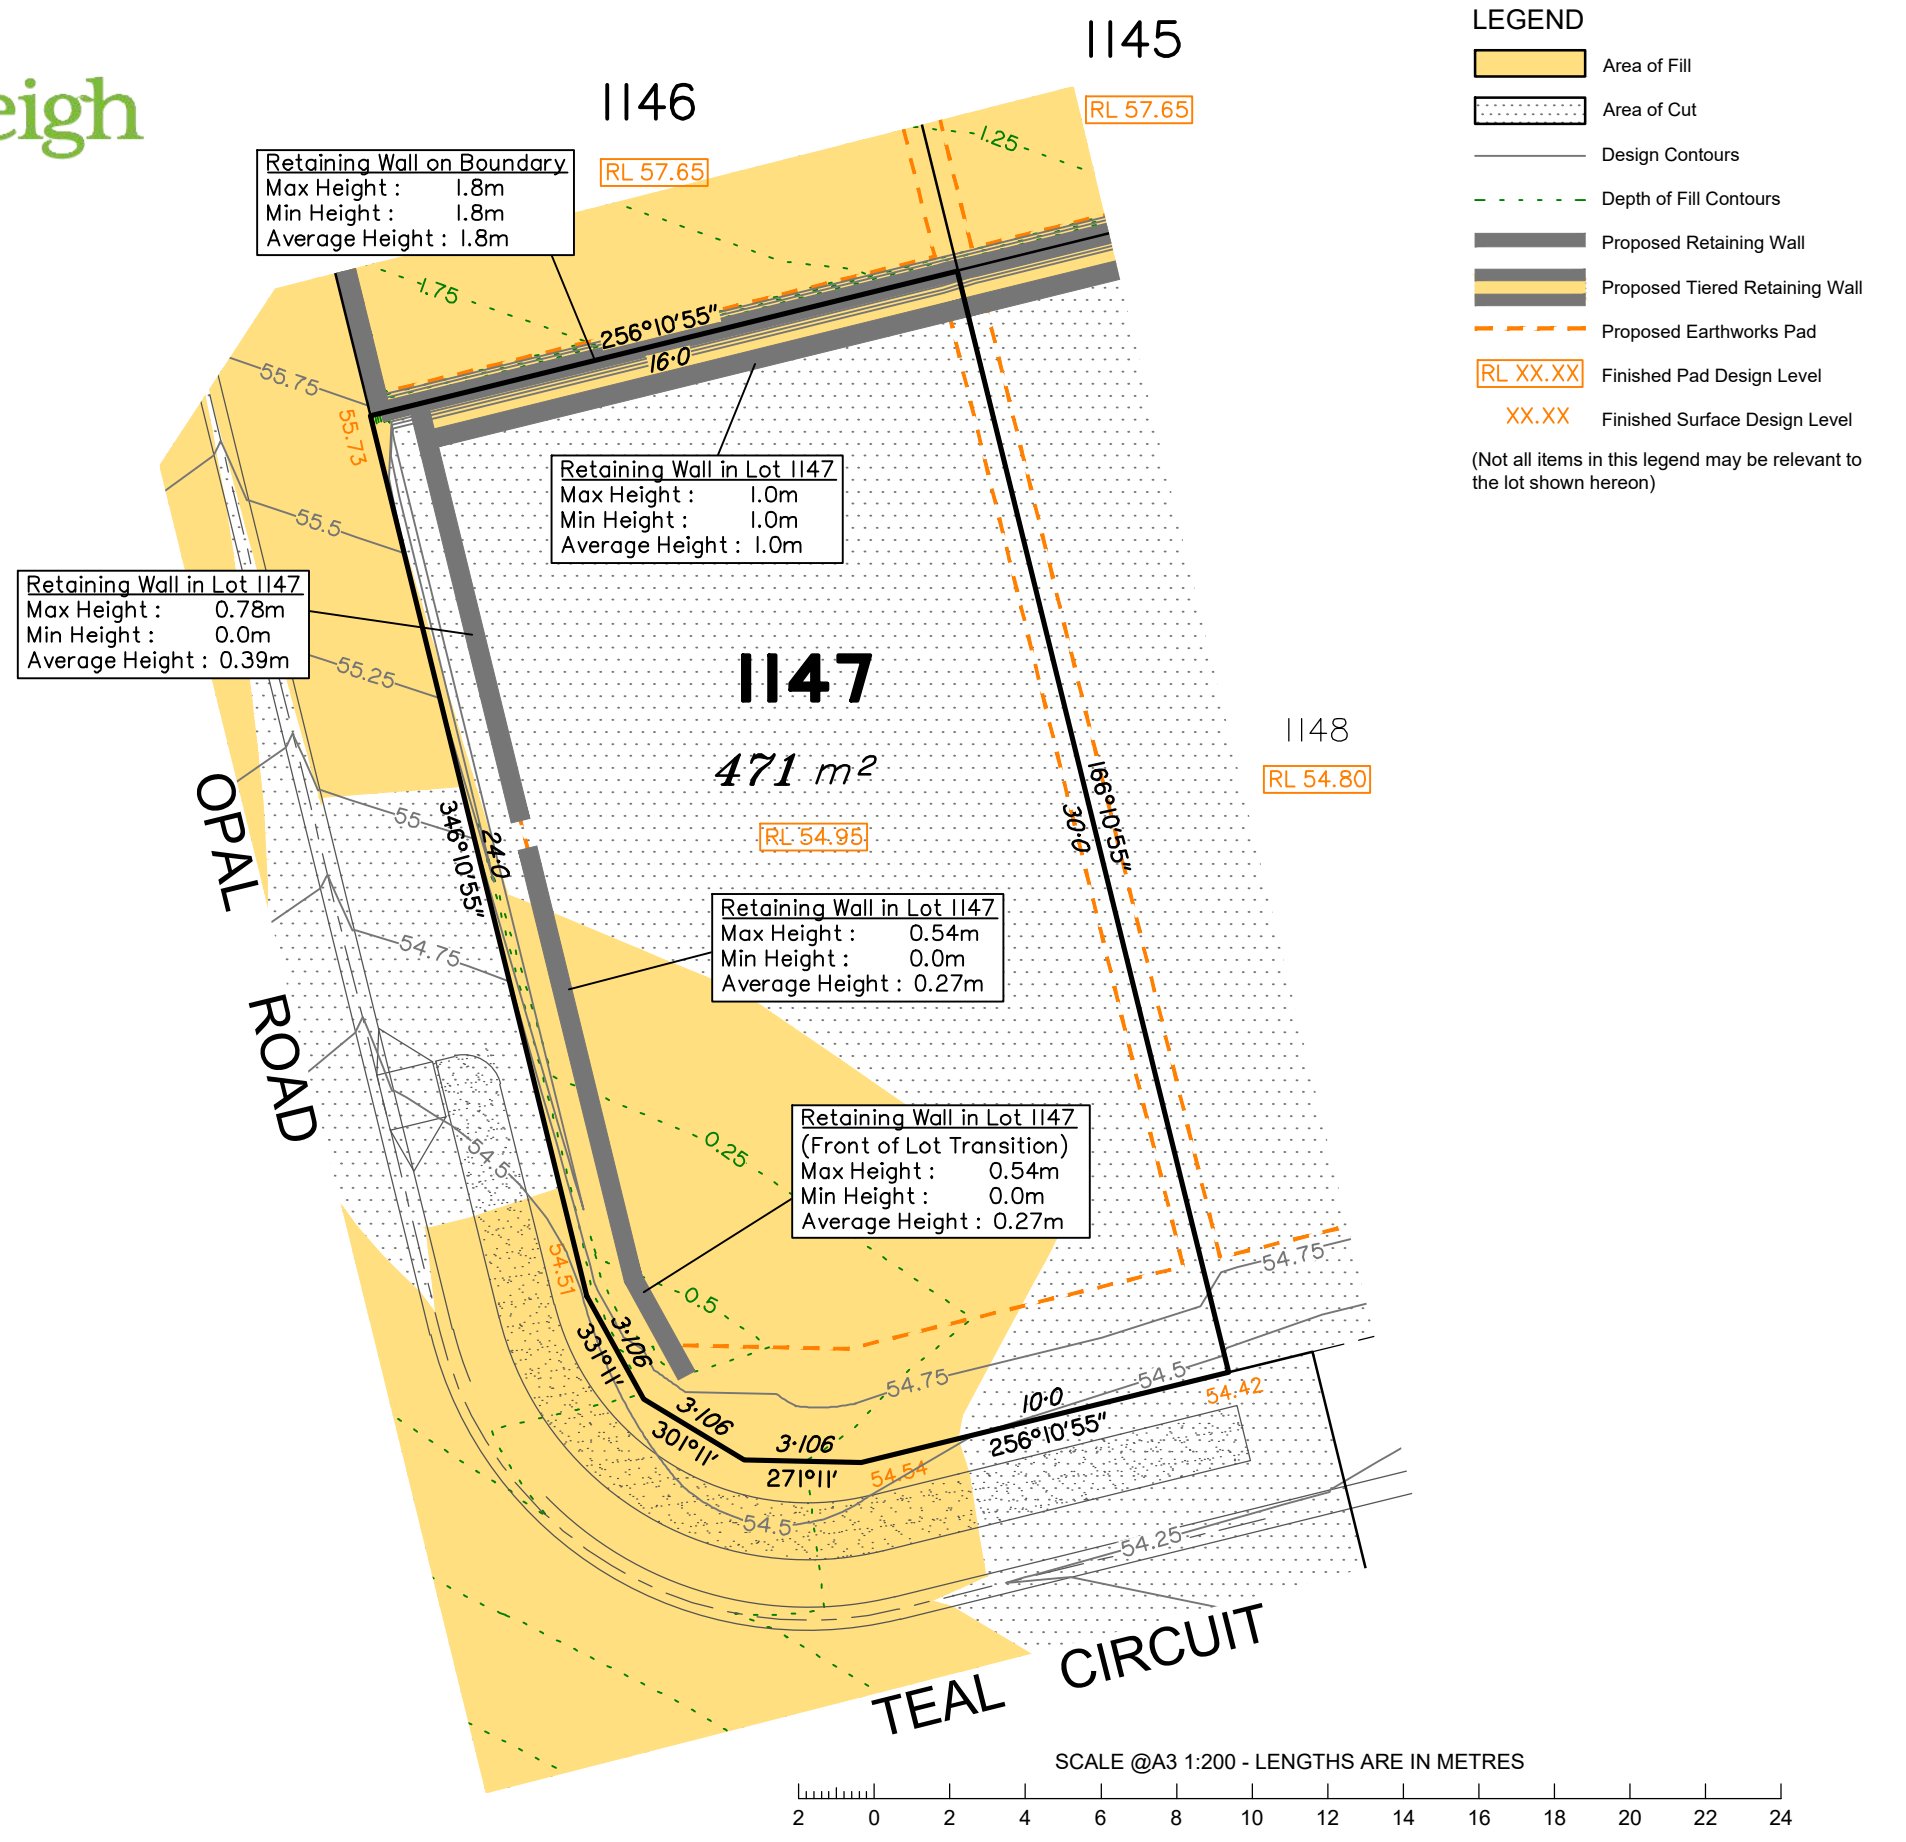 eigh
1145
RL 57.65
1146
RL 57.65
1.25
1.75
Retaining Wall on Boundary
Max Height : 1.8m
Min Height : 1.8m
Average Height : 1.8m
256°10'55"
16·0
55.75
55.73
55.5
Retaining Wall in Lot 1147
Max Height : 1.0m
Min Height : 1.0m
Average Height : 1.0m
Retaining Wall in Lot 1147
Max Height : 0.78m
Min Height : 0.0m
Average Height : 0.39m
55.25
1147
471 m²
RL 54.95
1148
RL 54.80
166°10'55"
30·0
OPAL ROAD
55
346°10'55"
24·0
54.75
Retaining Wall in Lot 1147
Max Height : 0.54m
Min Height : 0.0m
Average Height : 0.27m
54.5
0.25
Retaining Wall in Lot 1147
(Front of Lot Transition)
Max Height : 0.54m
Min Height : 0.0m
Average Height : 0.27m
54.51
0.5
54.75
3·106
331°11'
3·106
301°11'
3·106
271°11'
54.54
54.75
54.5
10·0
256°10'55"
54.42
54.5
54.25
TEAL CIRCUIT
LEGEND
Area of Fill
Area of Cut
Design Contours
Depth of Fill Contours
Proposed Retaining Wall
Proposed Tiered Retaining Wall
Proposed Earthworks Pad
RL XX.XX Finished Pad Design Level
XX.XX Finished Surface Design Level
(Not all items in this legend may be relevant to
the lot shown hereon)
SCALE @A3 1:200 - LENGTHS ARE IN METRES
2 0 2 4 6 8 10 12 14 16 18 20 22 24